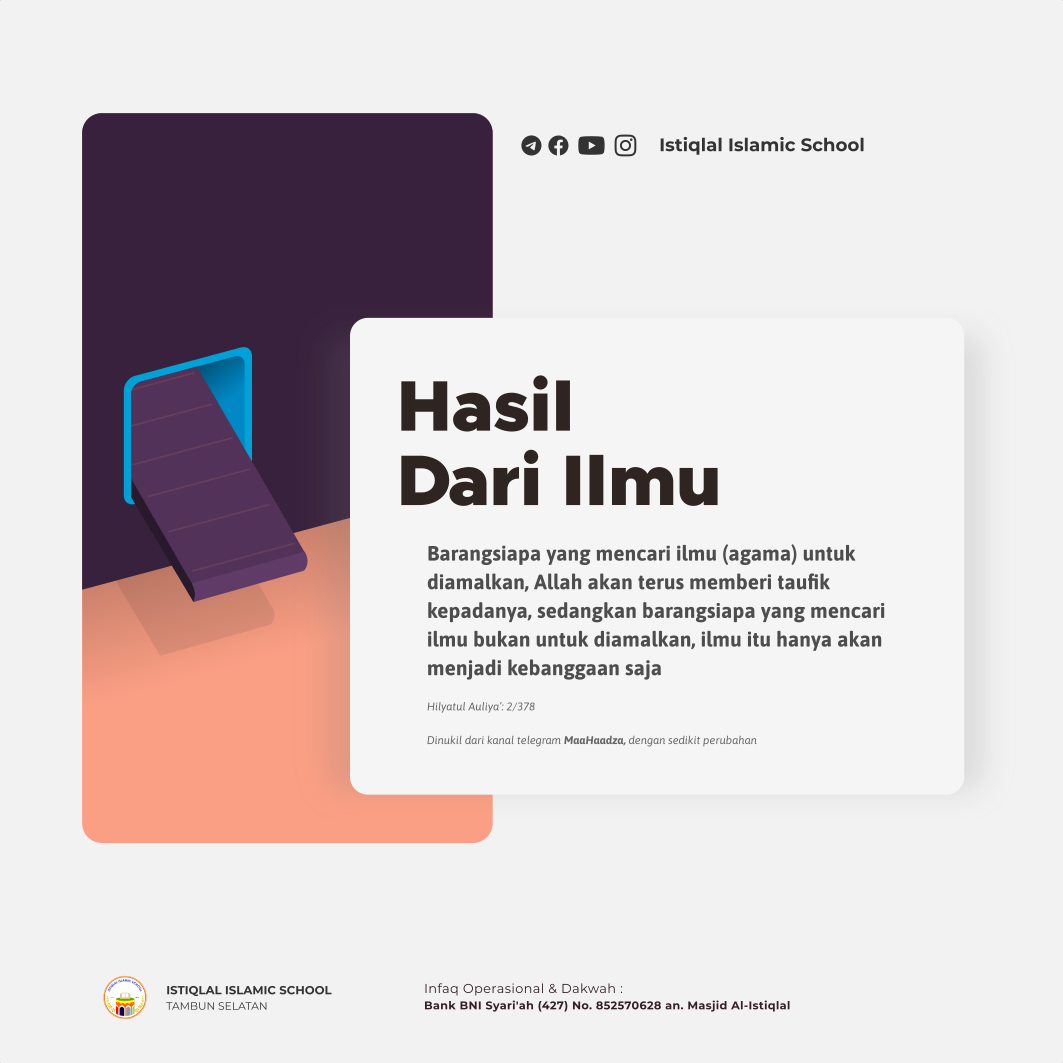 Istiqlal Islamic School
Hasil
Dari Ilmu
Barangsiapa yang mencari ilmu (agama) untuk
diamalkan, Allah akan terus memberi taufik
kepadanya, sedangkan barangsiapa yang mencari
ilmu bukan untuk diamalkan, ilmu itu hanya akan
menjadi kebanggaan saja
Hilyatul Auliya': 2/378
Dinukil dari kanal telegram MaaHaadza, dengan sedikit perubahan
ISTIQLAL ISLAMIC SCHOOL
TAMBUN SELATAN
Infaq Operasional & Dakwah :
Bank BNI Syari'ah (427) No. 852570628 an. Masjid Al-Istiqlal